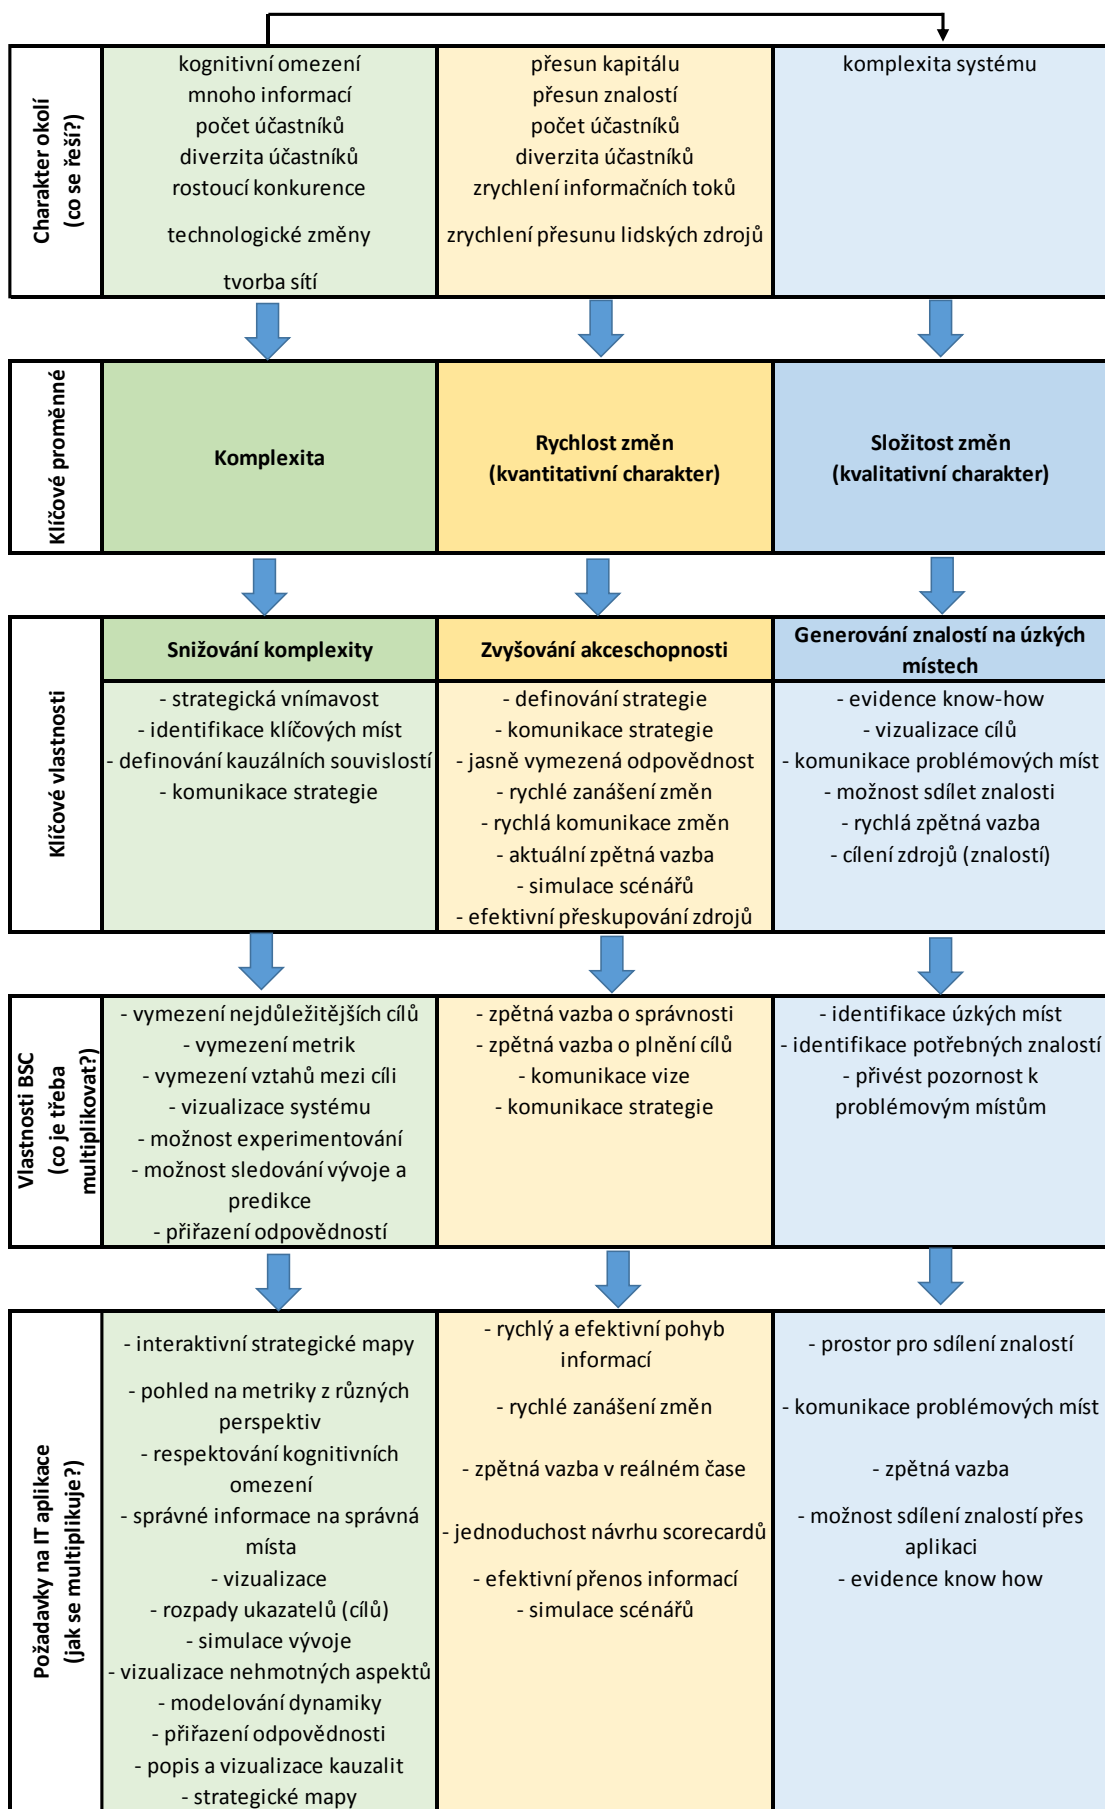 Charakter okolí
(co se řeší?)
kognitivní omezení
mnoho informací
počet účastníků
diverzita účastníků
rostoucí konkurence
technologické změny
tvorba sítí
přesun kapitálu
přesun znalostí
počet účastníků
diverzita účastníků
zrychlení informačních toků
zrychlení přesunu lidských zdrojů
komplexita systému
Klíčové proměnné
Komplexita
Rychlost změn
(kvantitativní charakter)
Složitost změn
(kvalitativní charakter)
Klíčové vlastnosti
Snižování komplexity
- strategická vnímavost
- identifikace klíčových míst
- definování kauzálních souvislostí
- komunikace strategie
Zvyšování akceschopnosti
- definování strategie
- komunikace strategie
- jasně vymezená odpovědnost
- rychlé zanášení změn
- rychlá komunikace změn
- aktuální zpětná vazba
- simulace scénářů
- efektivní přeskupování zdrojů
Generování znalostí na úzkých
místech
- evidence know-how
- vizualizace cílů
- komunikace problémových míst
- možnost sdílet znalosti
- rychlá zpětná vazba
- cílení zdrojů (znalostí)
Vlastnosti BSC
(co je třeba
multiplikovat?)
- vymezení nejdůležitějších cílů
- vymezení metrik
- vymezení vztahů mezi cíli
- vizualizace systému
- možnost experimentování
- možnost sledování vývoje a
predikce
- přiřazení odpovědností
- zpětná vazba o správnosti
- zpětná vazba o plnění cílů
- komunikace vize
- komunikace strategie
- identifikace úzkých míst
- identifikace potřebných znalostí
- přivést pozornost k
problémovým místům
Požadavky na IT aplikace
(jak se multiplikuje?)
- interaktivní strategické mapy
- pohled na metriky z různých
perspektiv
- respektování kognitivních
omezení
- správné informace na správná
místa
- vizualizace
- rozpady ukazatelů (cílů)
- simulace vývoje
- vizualizace nehmotných aspektů
- modelování dynamiky
- přiřazení odpovědnosti
- popis a vizualizace kauzalit
- strategické mapy
- rychlý a efektivní pohyb
informací
- rychlé zanášení změn
- zpětná vazba v reálném čase
- jednoduchost návrhu scorecardů
- efektivní přenos informací
- simulace scénářů
- prostor pro sdílení znalostí
- komunikace problémových míst
- zpětná vazba
- možnost sdílení znalostí přes
aplikaci
- evidence know how